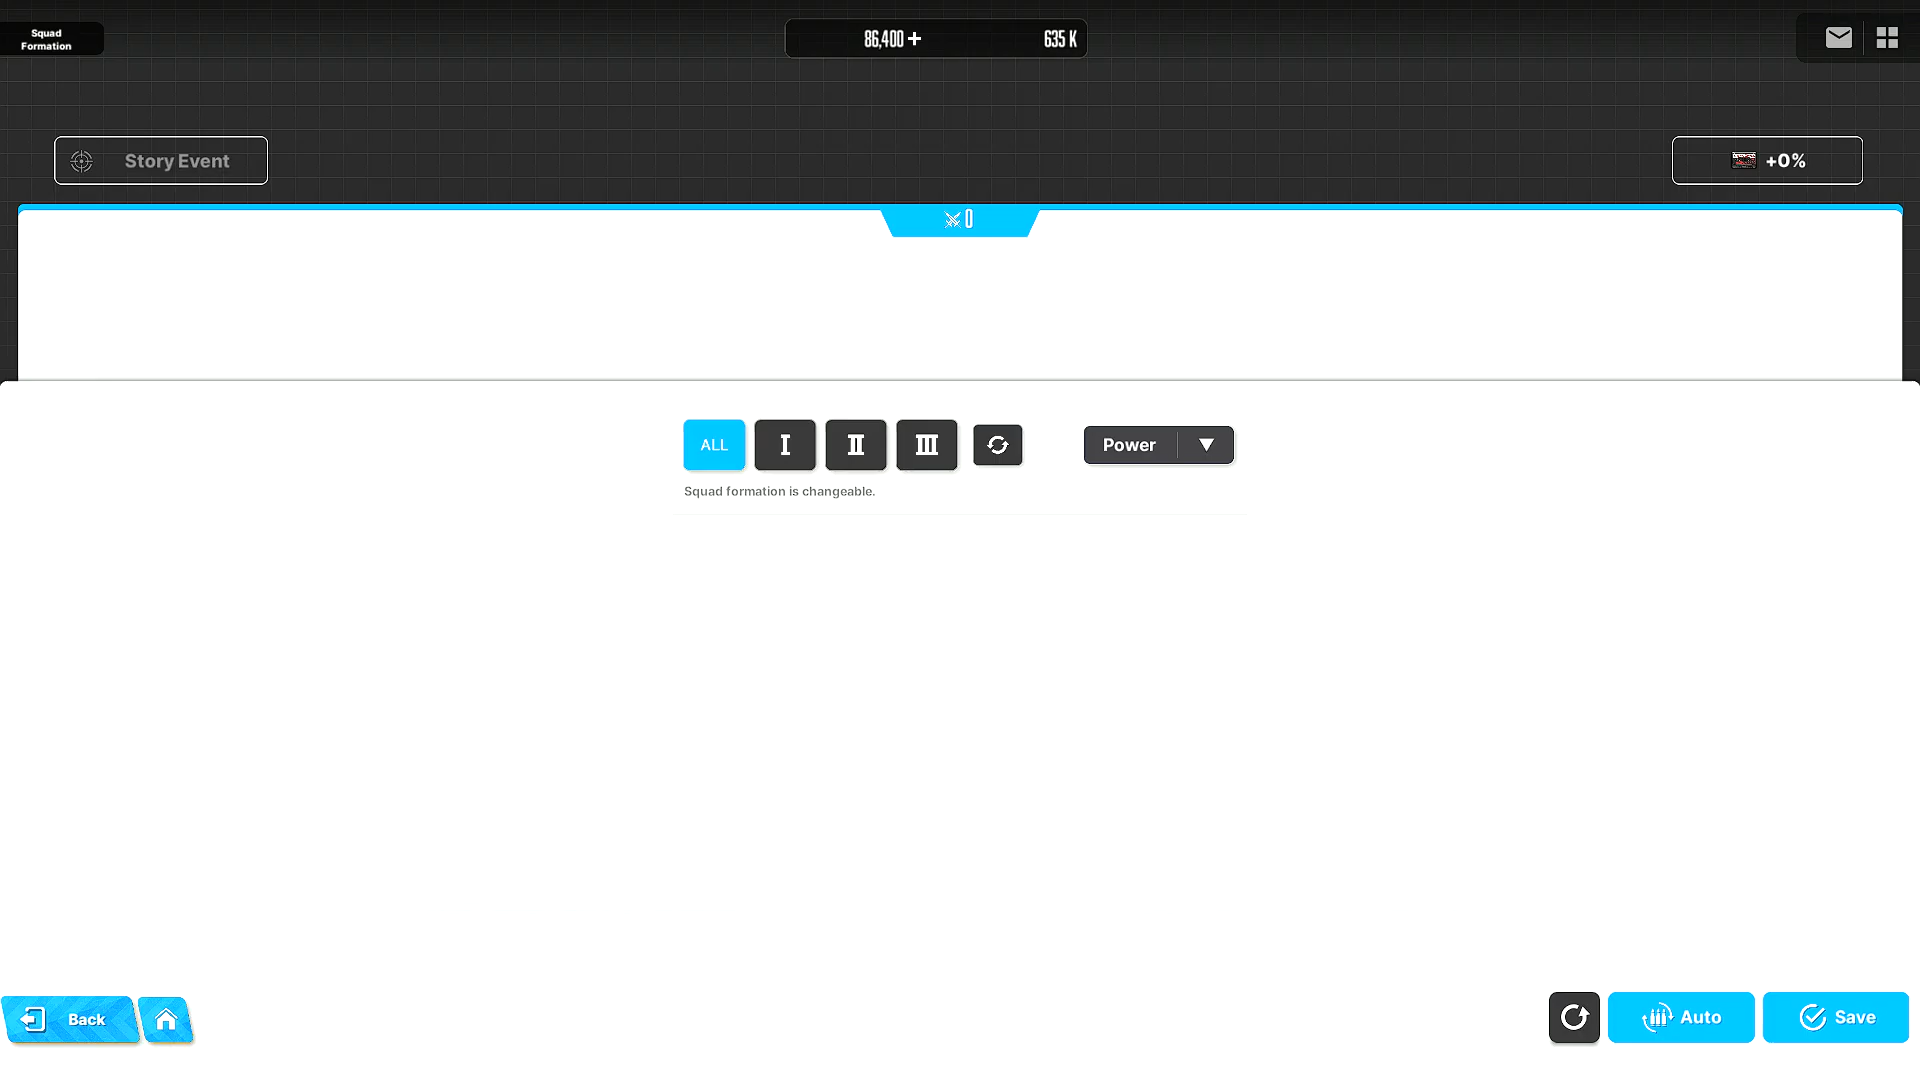 Squad
Formation
86,400 +
635 K
Story Event
+0%
0
ALL
I
II
III
Power
Squad formation is changeable.
Back
Auto
Save